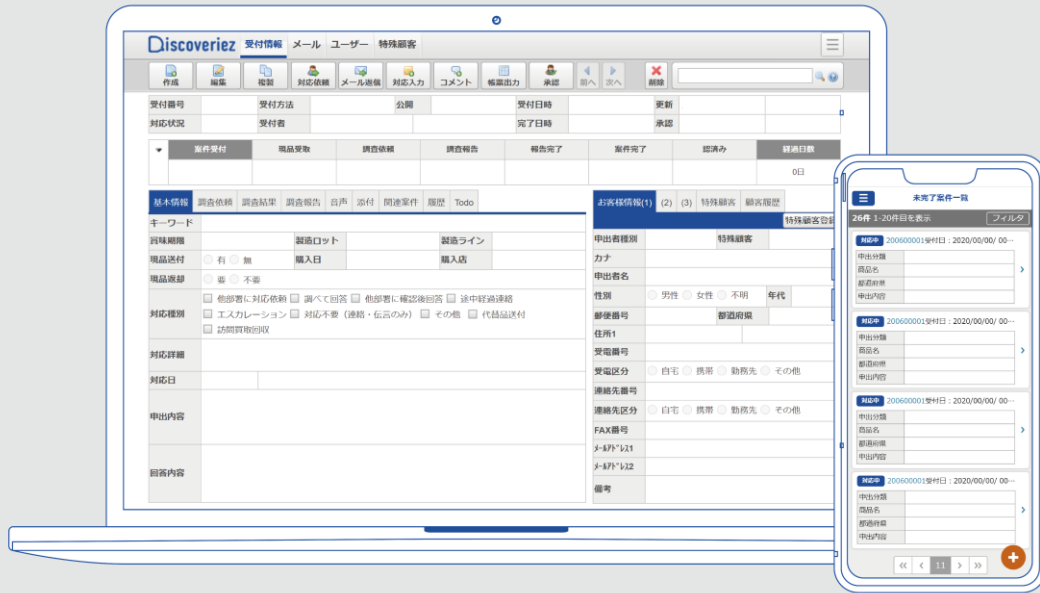 Discoveriez 受付情報 メール ユーザー 特殊顧客
作成 編集 複製 対応依頼 メール返信 対応入力 コメント 帳票出力 承認 前へ 次へ 削除
受付番号 受付方法 公開 受付日時 更新
対応状況 受付者 完了日時 承認
案件受付 現品受取 調査依頼 調査報告 報告完了 案件完了 認済み 経過日数
0日
基本情報 調査依頼 調査結果 調査報告 音声 添付 関連案件 履歴 Todo
キーワード
賞味期限 製造ロット 製造ライン
現品送付 有 無 購入日 購入店
現品返却 要 不要
対応種別 他部署に対応依頼 調べて回答 他部署に確認後回答 途中経過連絡
エスカレーション 対応不要（連絡・伝言のみ） その他 代替品送付
訪問買取回収
対応詳細
対応日
申出内容
回答内容
お客様情報(1) (2) (3) 特殊顧客 顧客履歴
特殊顧客登録
申出者種別 特殊顧客
カナ
申出者名
性別 男性 女性 不明 年代
郵便番号 都道府県
住所1
受電番号
受電区分 自宅 携帯 勤務先 その他
連絡先番号
連絡先区分 自宅 携帯 勤務先 その他
FAX番号
ﾒｰﾙｱﾄﾞﾚｽ1
ﾒｰﾙｱﾄﾞﾚｽ2
備考
未完了案件一覧
26件 1-20件目を表示 フィルタ
対応中 200600001受付日：2020/00/00/ 00…
申出分類
商品名
都道府県
申出内容
対応中 200600001受付日：2020/00/00/ 00…
申出分類
商品名
都道府県
申出内容
対応中 200600001受付日：2020/00/00/ 00…
申出分類
商品名
都道府県
申出内容
対応中 200600001受付日：2020/00/00/ 00…
申出分類
商品名
都道府県
申出内容
« ‹ 11 › »